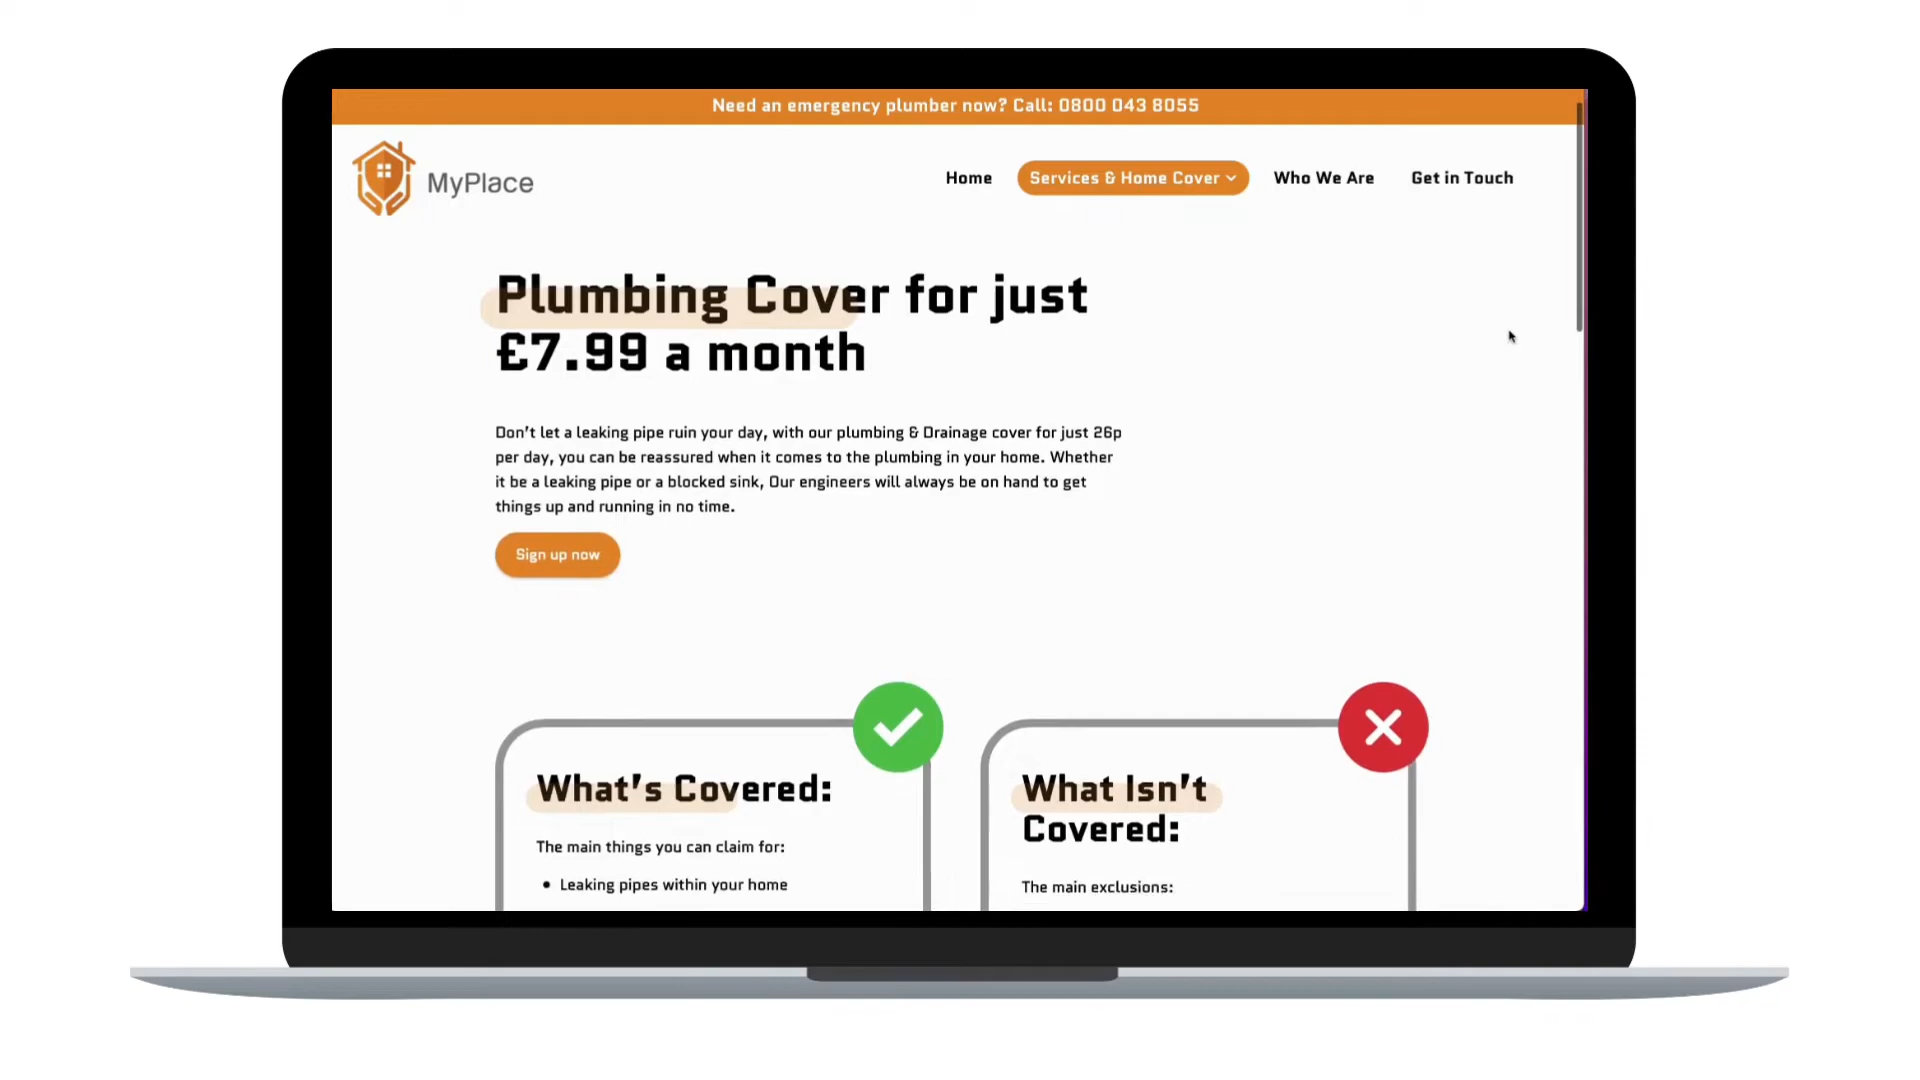 Need an emergency plumber now? Call: 0800 043 8055
MyPlace
Home
Services & Home Cover
Who We Are
Get in Touch
Plumbing Cover for just
£7.99 a month
Don't let a leaking pipe ruin your day, with our plumbing & Drainage cover for just 26p
per day, you can be reassured when it comes to the plumbing in your home. Whether
it be a leaking pipe or a blocked sink, Our engineers will always be on hand to get
things up and running in no time.
Sign up now
What's Covered:
The main things you can claim for:
• Leaking pipes within your home
What Isn't
Covered:
The main exclusions: